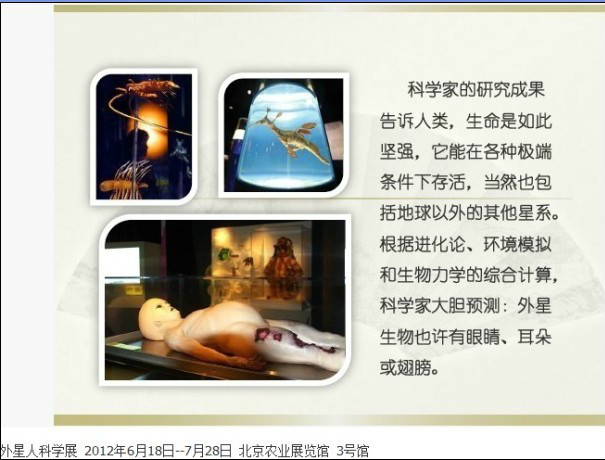 科学家的研究成果
告诉人类，生命是如此
坚强，它能在各种极端
条件下存活，当然也包
括地球以外的其他星系。
根据进化论、环境模拟
和生物力学的综合计算，
科学家大胆预测：外星
生物也许有眼睛、耳朵
或翅膀。
外星人科学展 2012年6月18日--7月28日 北京农业展览馆 3号馆